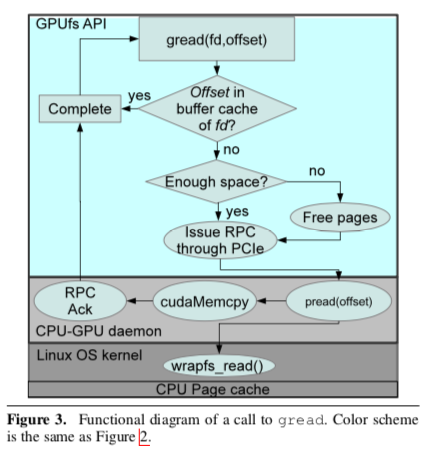 GPUfs API
gread(fd,offset)
Complete
yes
Offset in
buffer cache
of fd?
no
Enough space?
no
yes
Free pages
Issue RPC
through PCIe
RPC
Ack
cudaMemcpy
pread(offset)
CPU-GPU daemon
Linux OS kernel
wrapfs_read()
CPU Page cache
Figure 3. Functional diagram of a call to gread. Color scheme
is the same as Figure 2.